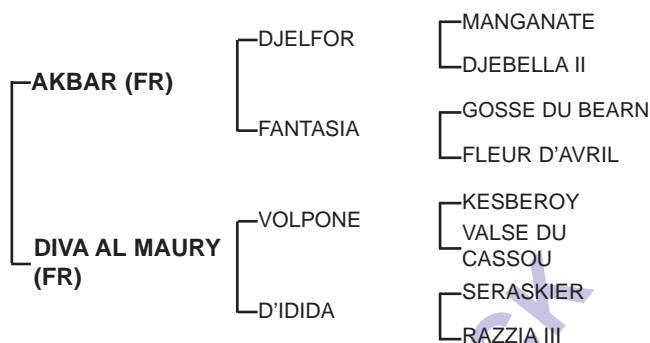 MANGANATE
DJELFOR
DJEBELLA II
AKBAR (FR)
GOSSE DU BEARN
FANTASIA
FLEUR D'AVRIL
KESBEROY
VOLPONE
VALSE DU
CASSOU
DIVA AL MAURY
(FR)
SERASKIER
D'IDIDA
RAZZIA III